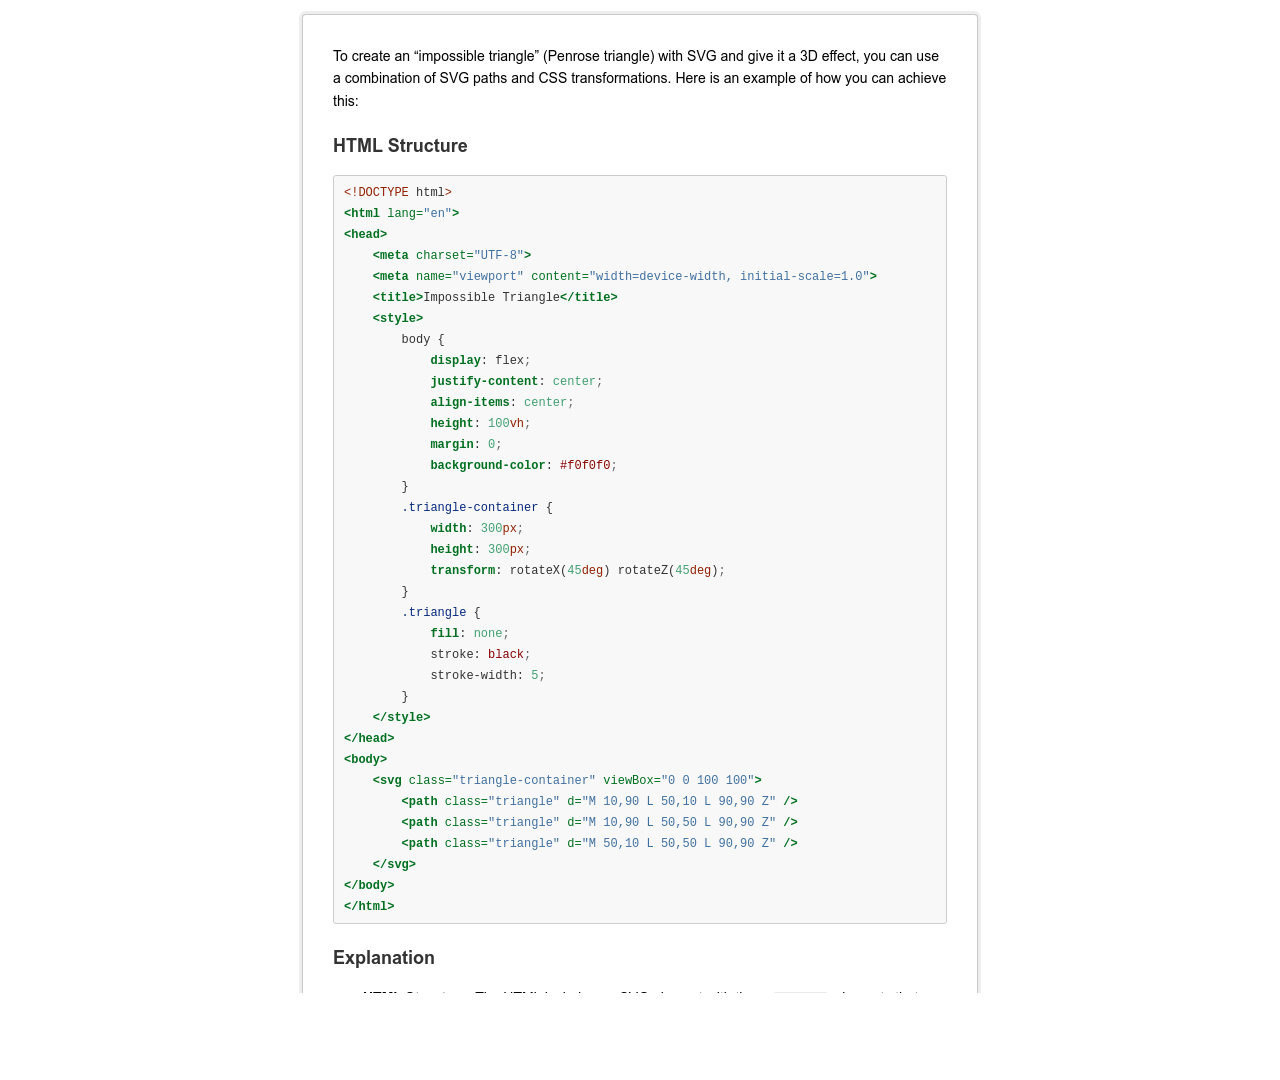 To create an “impossible triangle” (Penrose triangle) with SVG and give it a 3D effect, you can use
a combination of SVG paths and CSS transformations. Here is an example of how you can achieve
this:
HTML Structure
<!DOCTYPE html>
<html lang="en">
<head>
    <meta charset="UTF-8">
    <meta name="viewport" content="width=device-width, initial-scale=1.0">
    <title>Impossible Triangle</title>
    <style>
        body {
            display: flex;
            justify-content: center;
            align-items: center;
            height: 100vh;
            margin: 0;
            background-color: #f0f0f0;
        }
        .triangle-container {
            width: 300px;
            height: 300px;
            transform: rotateX(45deg) rotateZ(45deg);
        }
        .triangle {
            fill: none;
            stroke: black;
            stroke-width: 5;
        }
    </style>
</head>
<body>
    <svg class="triangle-container" viewBox="0 0 100 100">
        <path class="triangle" d="M 10,90 L 50,10 L 90,90 Z" />
        <path class="triangle" d="M 10,90 L 50,50 L 90,90 Z" />
        <path class="triangle" d="M 50,10 L 50,50 L 90,90 Z" />
    </svg>
</body>
</html>
Explanation